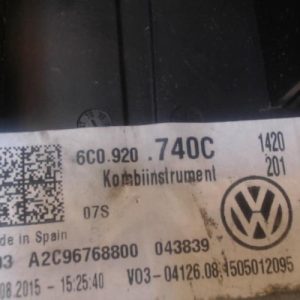 6C0.920 .740C 1420
Kombiinstrument 201
07S
de in Spain
03 A2C96768800 043839
08.2015 - 15:25:40 V03-04126.08.1505012095